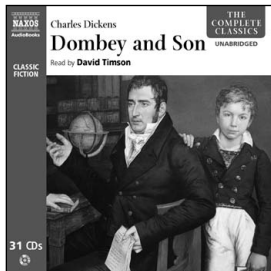 NAXOS
AudioBooks
CLASSIC
FICTION
Charles Dickens
Dombey and Son
Read by David Timson
THE
COMPLETE
CLASSICS
UNABRIDGED
31 CDs